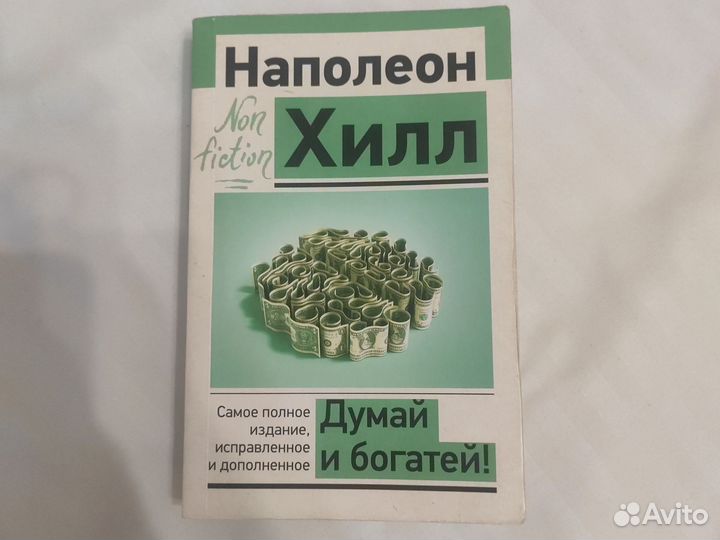 Наполеон
Non
fiction
Хилл
Самое полное
издание,
исправленное
и дополненное
Думай
и богатей!
Avito